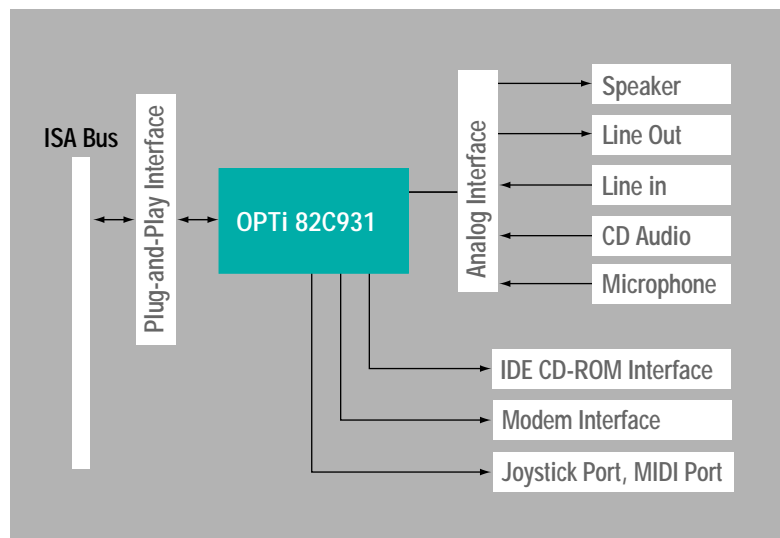 ISA Bus
Plug-and-Play Interface
OPTi 82C931
Analog Interface
Speaker
Line Out
Line in
CD Audio
Microphone
IDE CD-ROM Interface
Modem Interface
Joystick Port, MIDI Port